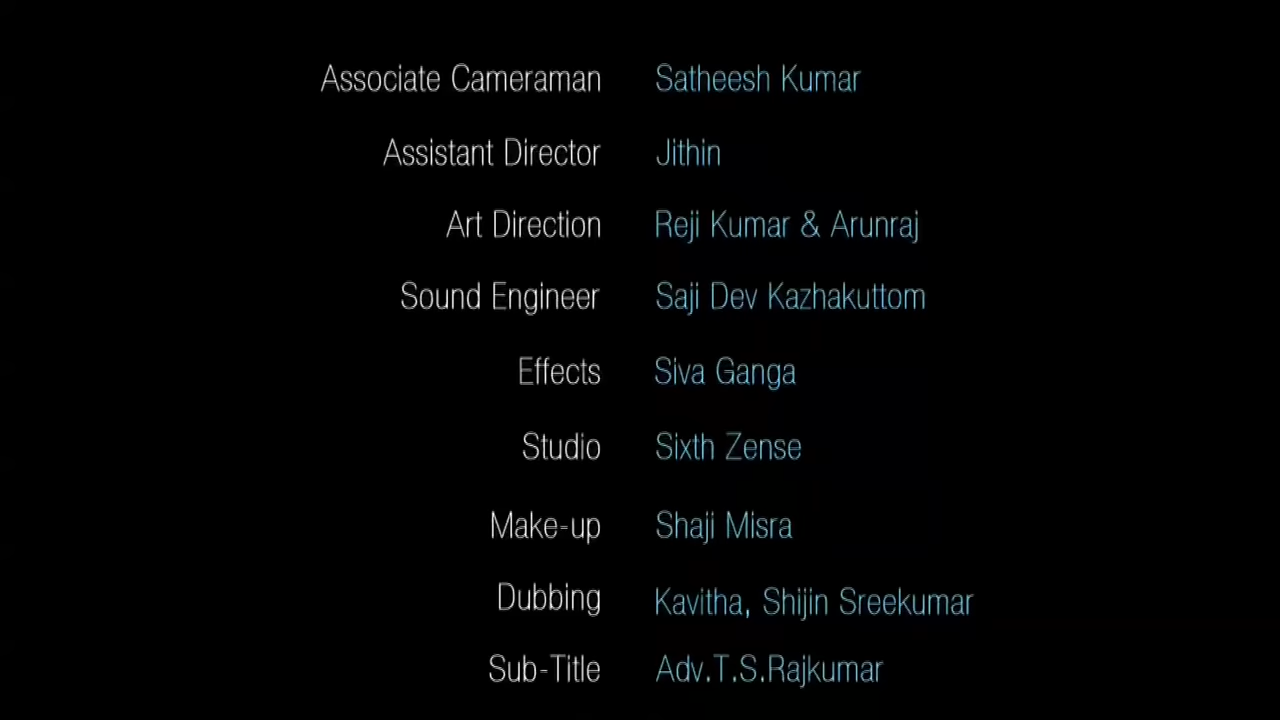 Associate Cameraman Satheesh Kumar
Assistant Director Jithin
Art Direction Reji Kumar & Arunraj
Sound Engineer Saji Dev Kazhakuttom
Effects Siva Ganga
Studio Sixth Zense
Make-up Shaji Misra
Dubbing Kavitha, Shijin Sreekumar
Sub-Title Adv.T.S.Rajkumar